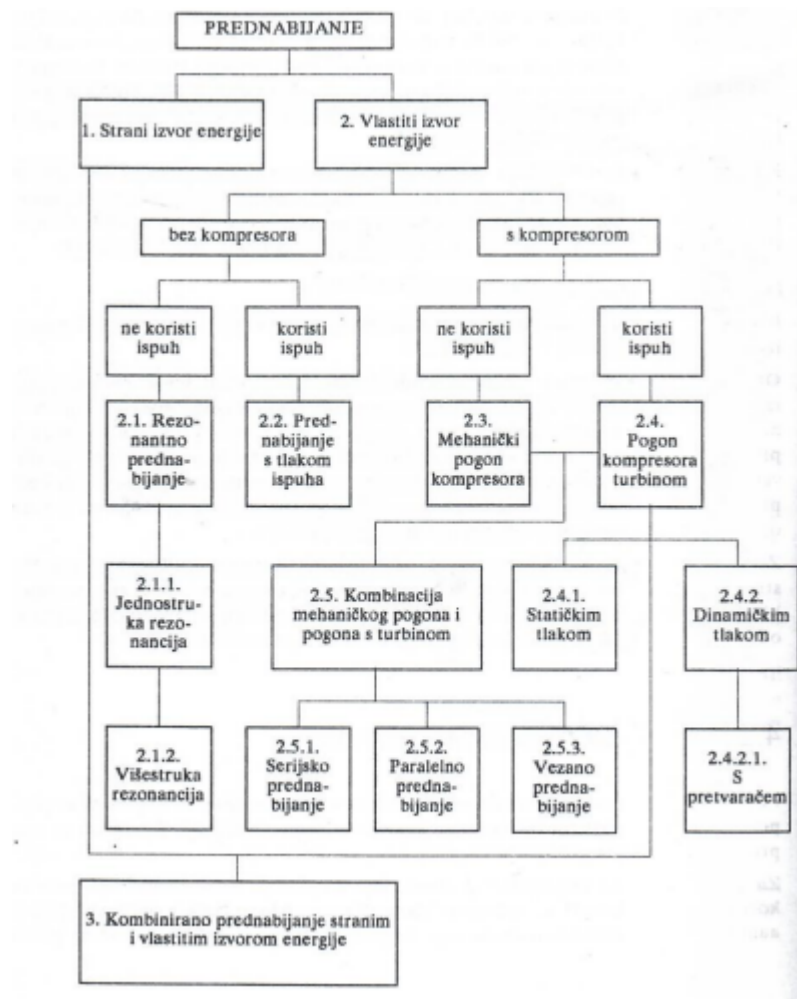 PREDNABIJANJE
1. Strani izvor energije
2. Vlastiti izvor
energije
bez kompresora
s kompresorom
ne koristi
ispuh
koristi
ispuh
ne koristi
ispuh
koristi
ispuh
2.1. Rezo-
nantno
predna-
bijanje
2.2. Pred-
nabijanje
s tlakom
ispuha
2.3.
Mehanički
pogon
kompresora
2.4.
Pogon
kompresora
turbinom
2.1.1.
Jednostru-
ka rezo-
nancija
2.5. Kombinacija
mehaničkog pogona i
pogona s turbinom
2.4.1.
Statičkim
tlakom
2.4.2.
Dinamičkim
tlakom
2.1.2.
Višestruka
rezonancija
2.5.1.
Serijsko
predna-
bijanje
2.5.2.
Paralelno
predna-
bijanje
2.5.3.
Vezano
predna-
bijanje
2.4.2.1.
S
pretvaračem
3. Kombinirano prednabijanje stranim
i vlastitim izvorom energije